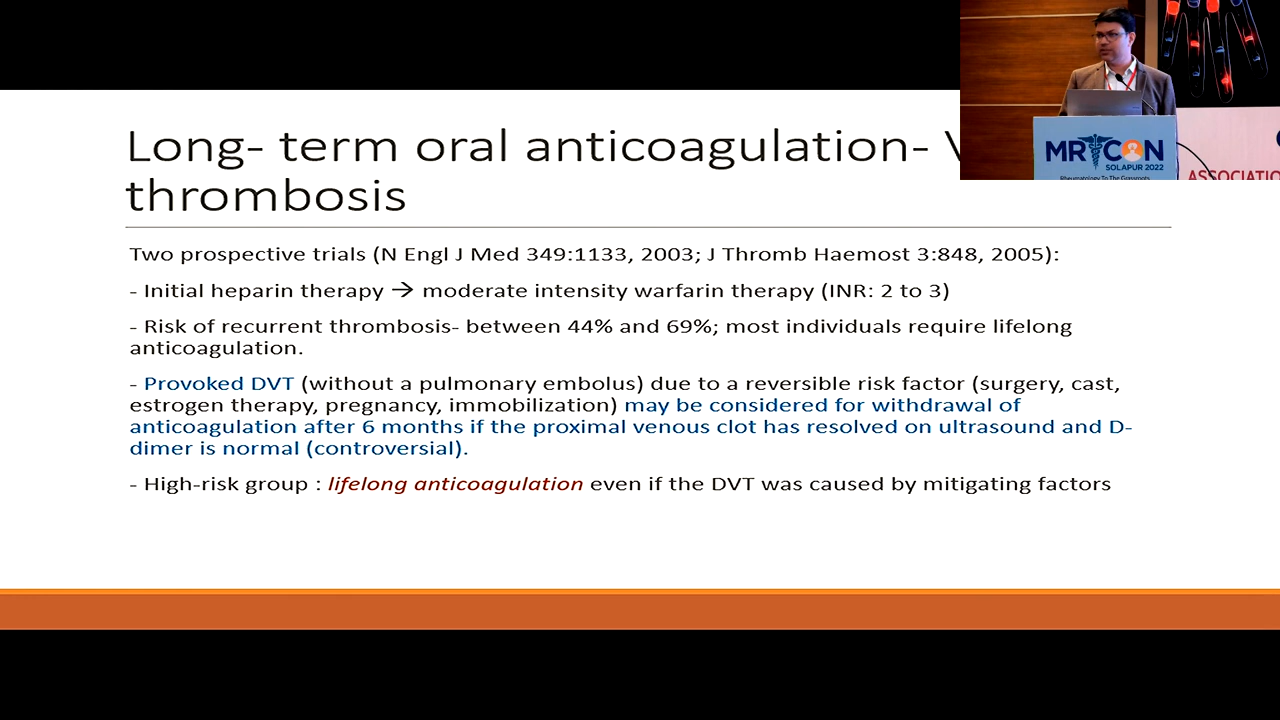 Long- term oral anticoagulation-
thrombosis
Two prospective trials (N Engl J Med 349:1133, 2003; J Thromb Haemost 3:848, 2005):
- Initial heparin therapy → moderate intensity warfarin therapy (INR: 2 to 3)
- Risk of recurrent thrombosis- between 44% and 69%; most individuals require lifelong
anticoagulation.
- Provoked DVT (without a pulmonary embolus) due to a reversible risk factor (surgery, cast,
estrogen therapy, pregnancy, immobilization) may be considered for withdrawal of
anticoagulation after 6 months if the proximal venous clot has resolved on ultrasound and D-
dimer is normal (controversial).
- High-risk group : lifelong anticoagulation even if the DVT was caused by mitigating factors
MRCON
SOLAPUR 2022
Rheumatology To The Grassroots